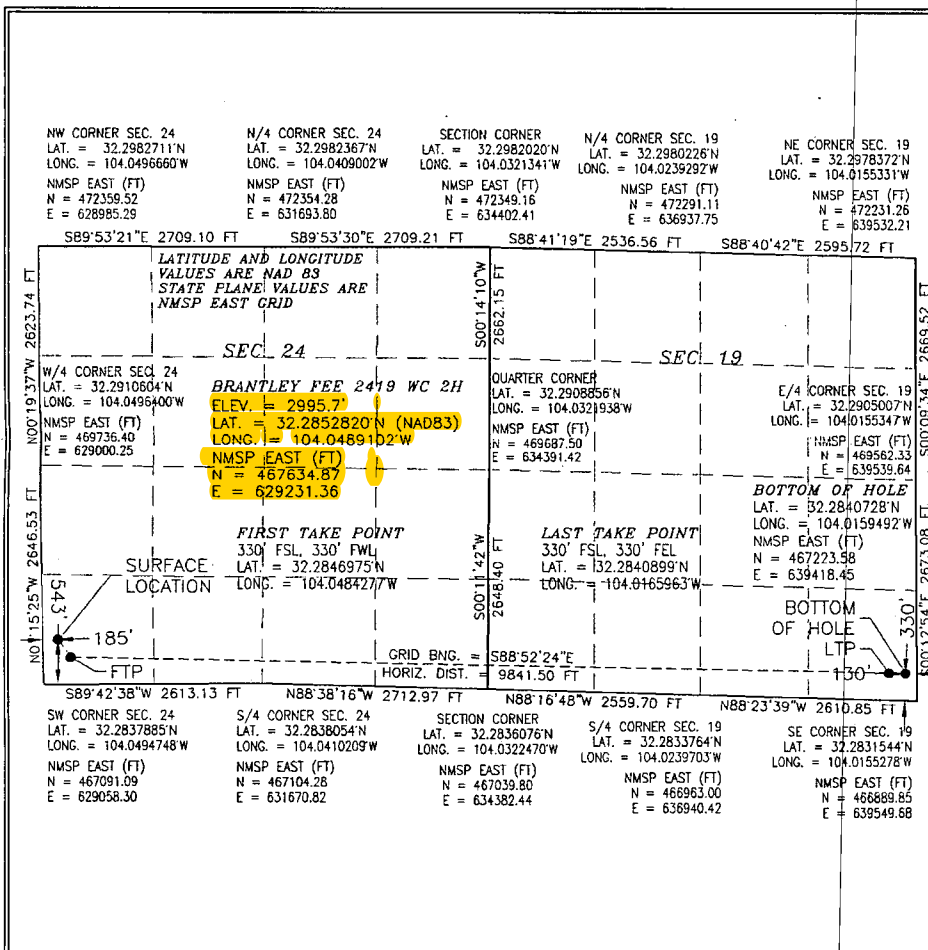 NW CORNER SEC. 24
LAT. = 32.2982711'N
LONG. = 104.0496660'W
NMSP EAST (FT)
N = 472359.52
E = 628985.29
N/4 CORNER SEC. 24
LAT. = 32.2982367'N
LONG. = 104.0409002'W
NMSP EAST (FT)
N = 472354.28
E = 631693.80
SECTION CORNER
LAT. = 32.2982020'N
LONG. = 104.0321341'W
NMSP EAST (FT)
N = 472349.16
E = 634402.41
N/4 CORNER SEC. 19
LAT. = 32.2980226'N
LONG. = 104.0239292'W
NMSP EAST (FT)
N = 472291.11
E = 636937.75
NE CORNER SEC. 19
LAT. = 32.2978372'N
LONG. = 104.0155331'W
NMSP EAST (FT)
N = 472231.26
E = 639532.21
S89'53'21"E 2709.10 FT
S89'53'30"E 2709.21 FT
S88'41'19"E 2536.56 FT
S88'40'42"E 2595.72 FT
LATITUDE AND LONGITUDE
VALUES ARE NAD 83
STATE PLANE VALUES ARE
NMSP EAST GRID
N00'19'37"W 2623.74 FT
S00'14'10"W
2662.15 FT
S00'09'34"E 2669.52 FT
SEC. 24
SEC. 19
W/4 CORNER SEC. 24
LAT. = 32.2910604'N
LONG. = 104.0496400'W
NMSP EAST (FT)
N = 469736.40
E = 629000.25
BRANTLEY FEE 2419 WC 2H
ELEV. = 2995.7'
LAT. = 32.2852820'N (NAD83)
LONG. = 104.0489102'W
NMSP EAST (FT)
N = 467634.87
E = 629231.36
QUARTER CORNER
LAT. = 32.2908856'N
LONG. = 104.0321938'W
NMSP EAST (FT)
N = 469687.50
E = 634391.42
E/4 CORNER SEC. 19
LAT. = 32.2905007'N
LONG. = 104.0155347'W
NMSP EAST (FT)
N = 469562.33
E = 639539.64
BOTTOM OF HOLE
LAT. = 32.2840728'N
LONG. = 104.0159492'W
NMSP EAST (FT)
N = 467223.58
E = 639418.45
FIRST TAKE POINT
330' FSL, 330' FWL
LAT. = 32.2846975'N
LONG. = 104.0484277'W
LAST TAKE POINT
330' FSL, 330' FEL
LAT. = 32.2840899'N
LONG. = 104.0165963'W
2646.53 FT
S00'11'42"W
2648.40 FT
S00'12'54"E 2673.08 FT
SURFACE
LOCATION
543'
185'
FTP
BOTTOM
OF HOLE
LTP
330'
130'
GRID BNG. = S88'52'24"E
HORIZ. DIST. = 9841.50 FT
S89'42'38"W 2613.13 FT
N88'38'16"W 2712.97 FT
N88'16'48"W 2559.70 FT
N88'23'39"W 2610.85 FT
SW CORNER SEC. 24
LAT. = 32.2837885'N
LONG. = 104.0494748'W
NMSP EAST (FT)
N = 467091.09
E = 629058.30
S/4 CORNER SEC. 24
LAT. = 32.2838054'N
LONG. = 104.0410209'W
NMSP EAST (FT)
N = 467104.28
E = 631670.82
SECTION CORNER
LAT. = 32.2836076'N
LONG. = 104.0322470'W
NMSP EAST (FT)
N = 467039.80
E = 634382.44
S/4 CORNER SEC. 19
LAT. = 32.2833764'N
LONG. = 104.0239703'W
NMSP EAST (FT)
N = 466963.00
E = 636940.42
SE CORNER SEC. 19
LAT. = 32.2831544'N
LONG. = 104.0155278'W
NMSP EAST (FT)
N = 466889.85
E = 639549.68